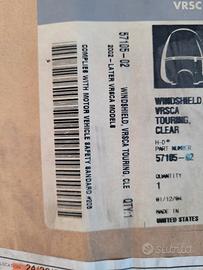 VRSC
57105-02
WINDSHIELD, VRSCA TOURING, CLE
2002 - LATER VRSCA MODELS
QTY:1
COMPLIES WITH MOTOR VEHICLE SAFETY STANDARD #205
WINDSHIELD
VRSCA
TOURING,
CLEAR
H-D®
PART NUMBER
57105-02
QUANTITY
1
MADE IN
UNITED STATES
Subito